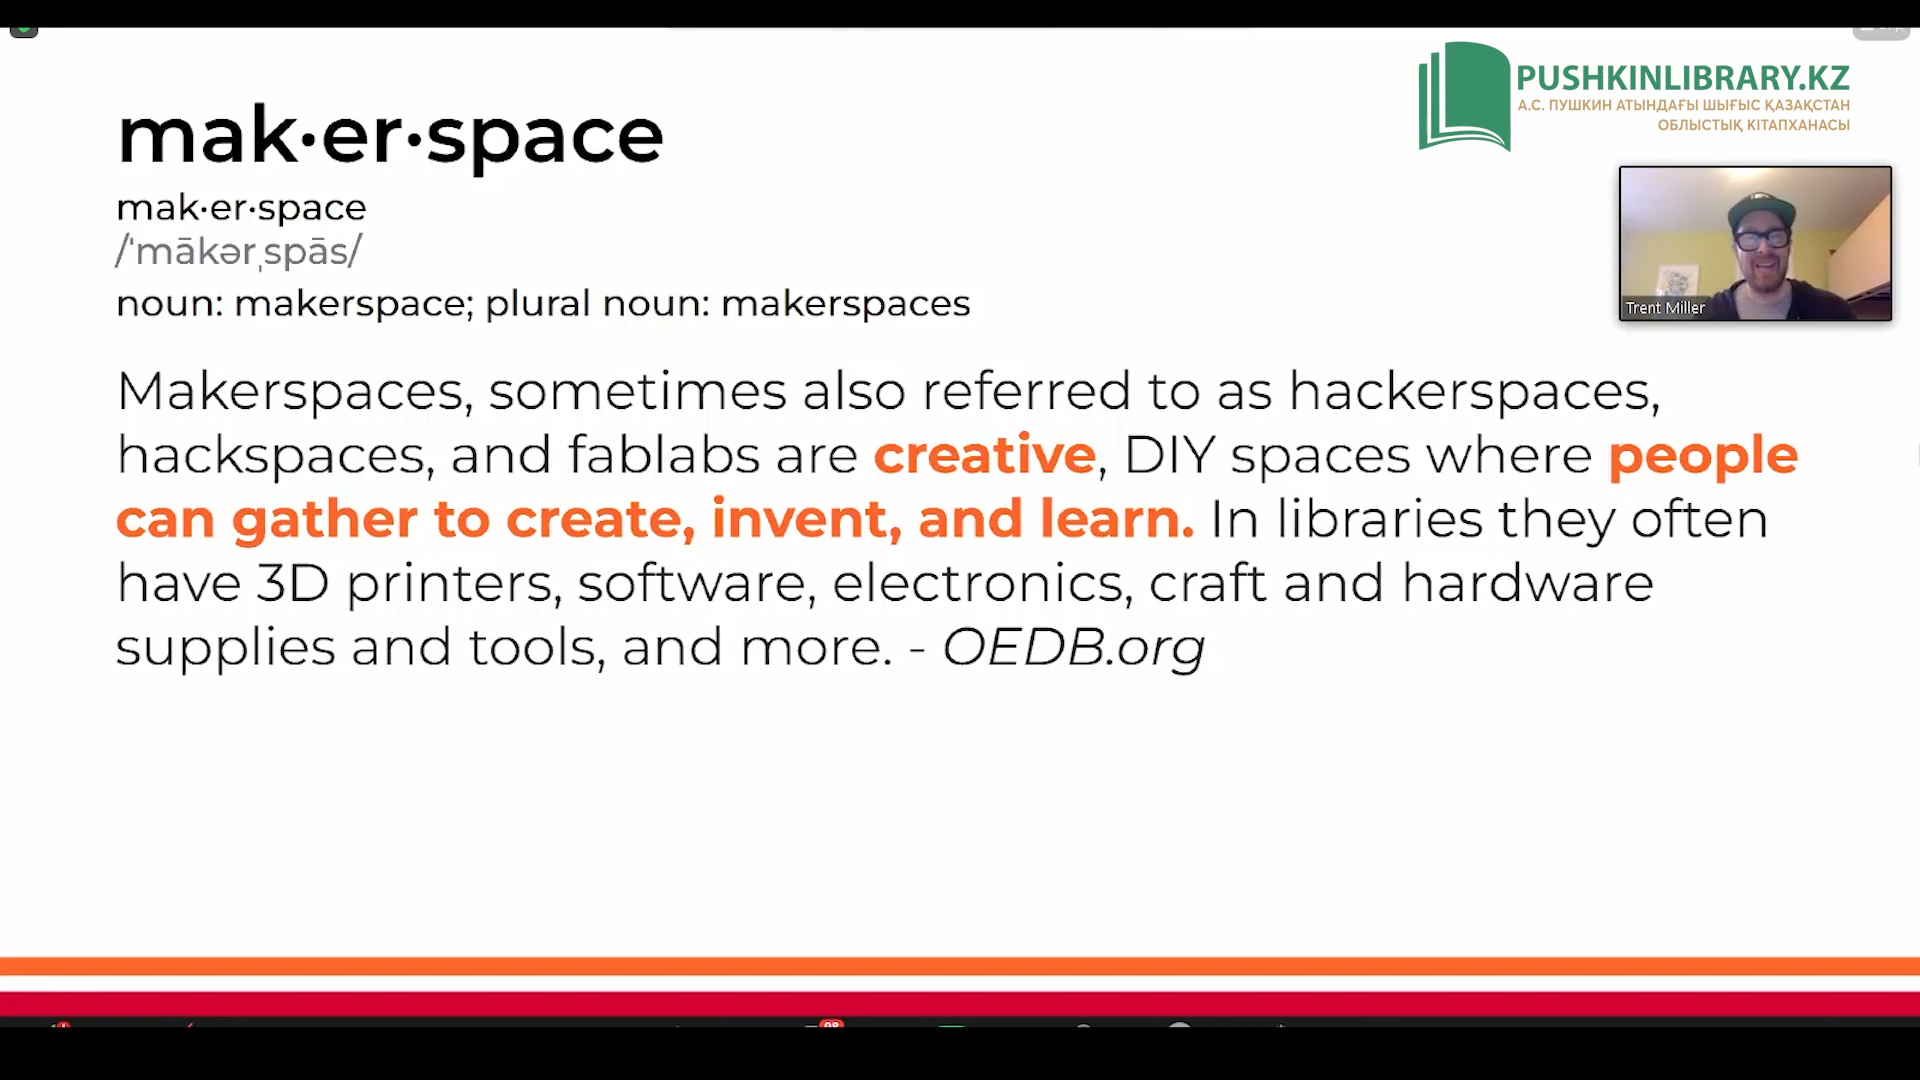 PUSHKINLIBRARY.KZ
А.С. ПУШКИН АТЫНДАҒЫ ШЫҒЫС ҚАЗАҚСТАН
ОБЛЫСТЫҚ КІТАПХАНАСЫ
mak·er·space
mak·er·space
/ˈmākərˌspās/
noun: makerspace; plural noun: makerspaces
Trent Miller
Makerspaces, sometimes also referred to as hackerspaces,
hackspaces, and fablabs are creative, DIY spaces where people
can gather to create, invent, and learn. In libraries they often
have 3D printers, software, electronics, craft and hardware
supplies and tools, and more. - OEDB.org